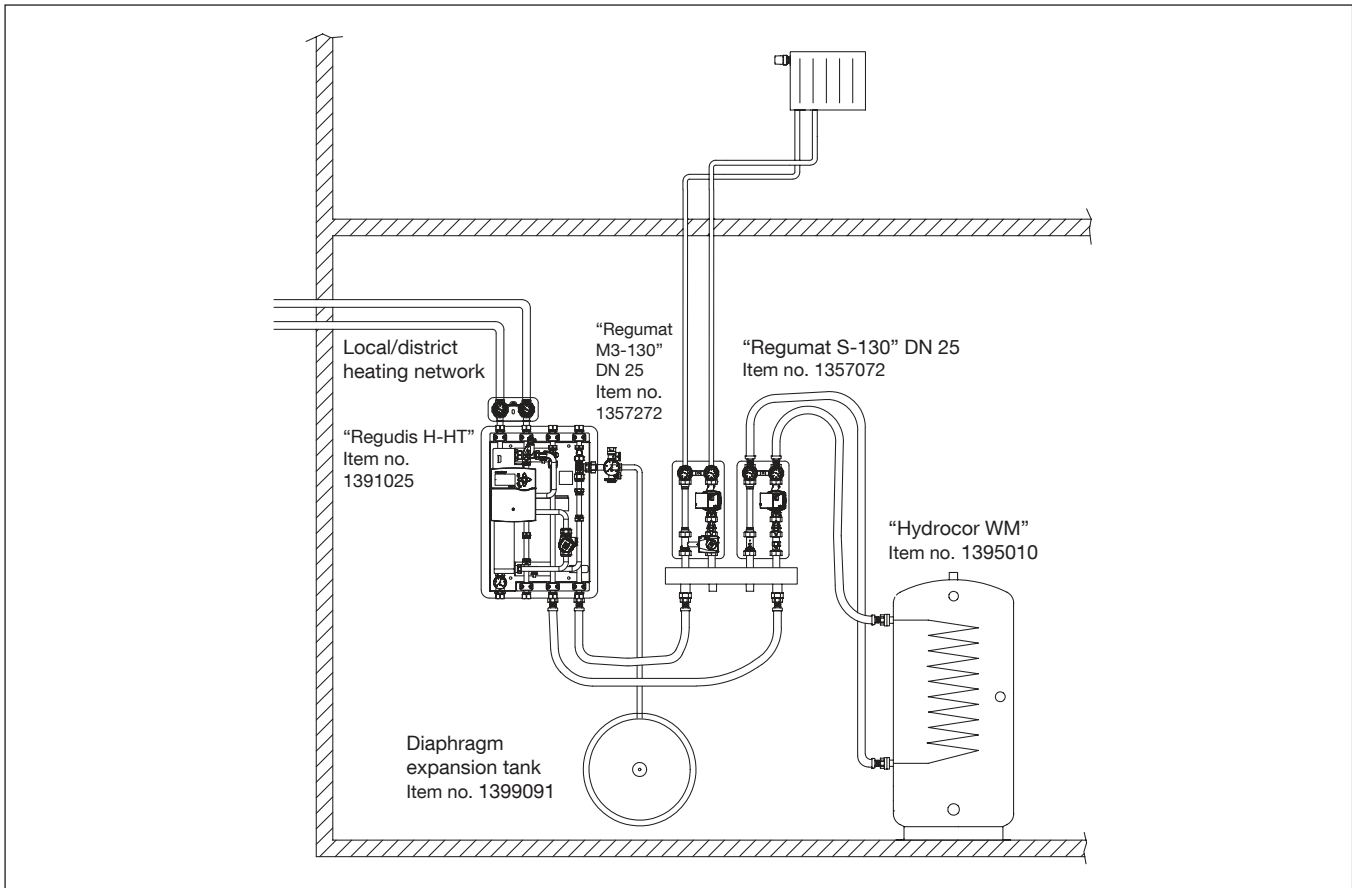 Local/district
heating network
“Regudis H-HT”
Item no.
1391025
“Regumat
M3-130”
DN 25
Item no.
1357272
“Regumat S-130” DN 25
Item no. 1357072
“Hydrocor WM”
Item no. 1395010
Diaphragm
expansion tank
Item no. 1399091